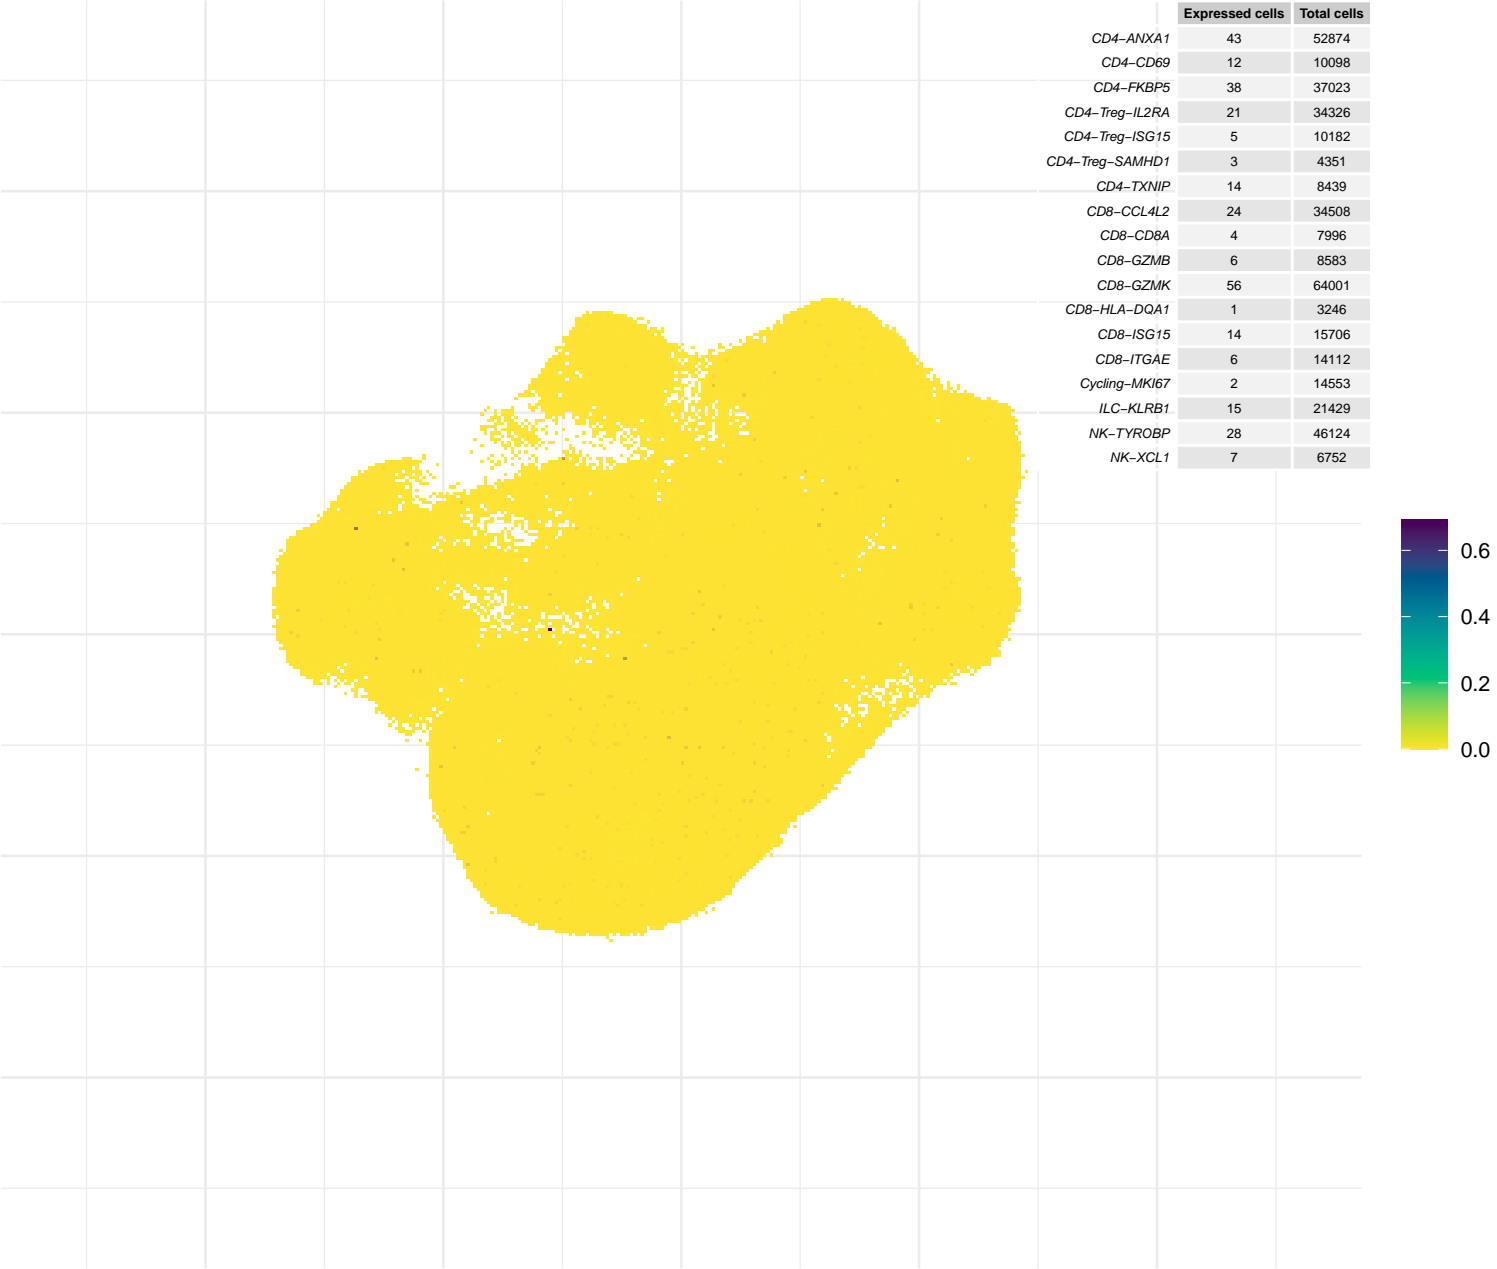 Expressed cells Total cells
CD4−ANXA1 43 52874
CD4−CD69 12 10098
CD4−FKBP5 38 37023
CD4−Treg−IL2RA 21 34326
CD4−Treg−ISG15 5 10182
CD4−Treg−SAMHD1 3 4351
CD4−TXNIP 14 8439
CD8−CCL4L2 24 34508
CD8−CD8A 4 7996
CD8−GZMB 6 8583
CD8−GZMK 56 64001
CD8−HLA−DQA1 1 3246
CD8−ISG15 14 15706
CD8−ITGAE 6 14112
Cycling−MKI67 2 14553
ILC−KLRB1 15 21429
NK−TYROBP 28 46124
NK−XCL1 7 6752
0.6
0.4
0.2
0.0